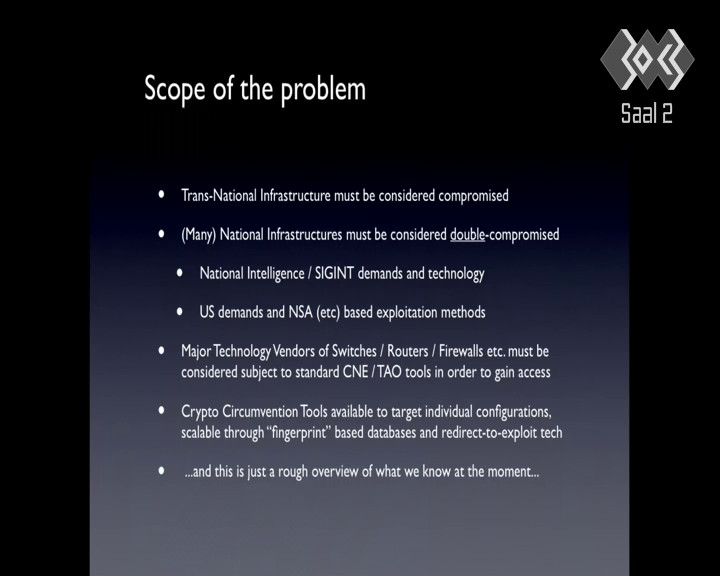 Saal 2
Scope of the problem
• Trans-National Infrastructure must be considered compromised
• (Many) National Infrastructures must be considered double-compromised
• National Intelligence / SIGINT demands and technology
• US demands and NSA (etc) based exploitation methods
• Major Technology Vendors of Switches / Routers / Firewalls etc. must be
considered subject to standard CNE / TAO tools in order to gain access
• Crypto Circumvention Tools available to target individual configurations,
scalable through “fingerprint” based databases and redirect-to-exploit tech
• ...and this is just a rough overview of what we know at the moment...